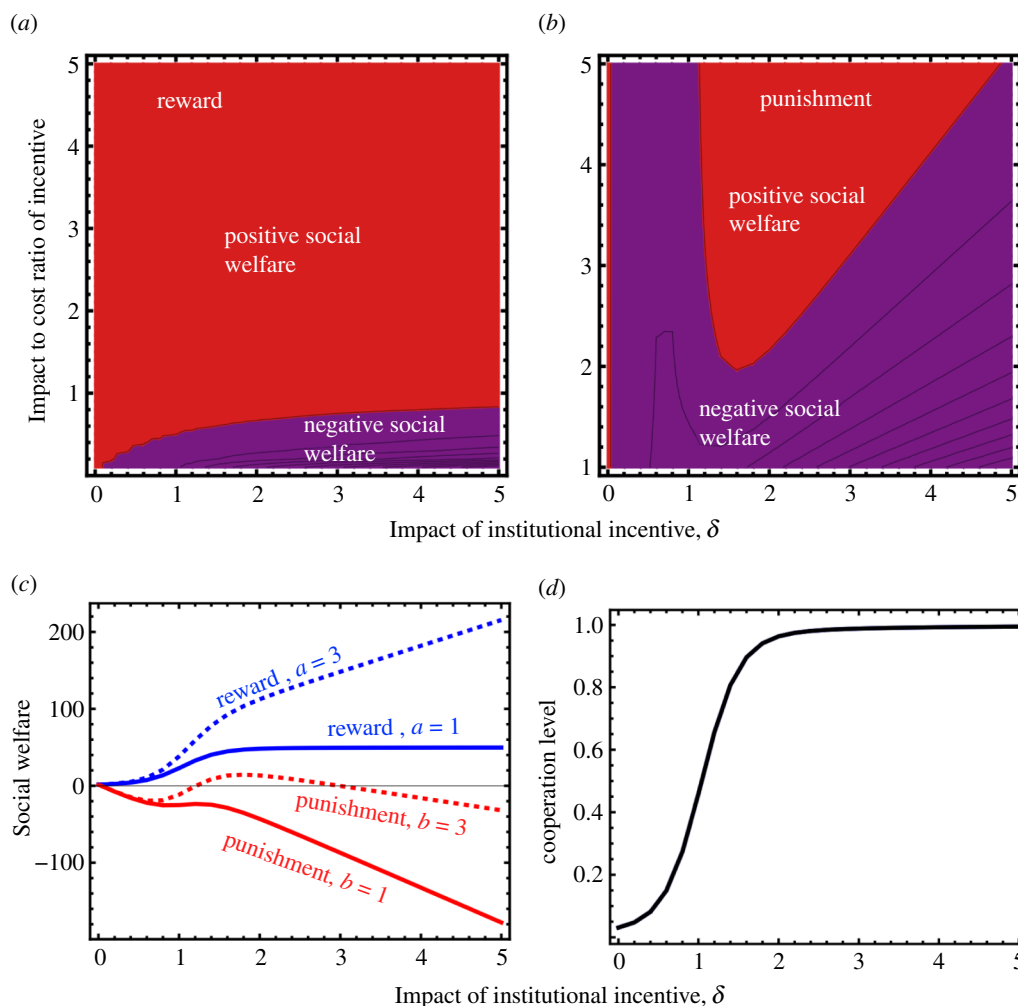 (a)
5
4
3
2
1
0 1 2 3 4 5
Impact to cost ratio of incentive
reward
positive social
welfare
negative social
welfare
(b)
5
4
3
2
1
0 1 2 3 4 5
punishment
positive social
welfare
negative social
welfare
Impact of institutional incentive, δ
(c)
200
100
0
−100
0 1 2 3 4 5
Social welfare
reward , a = 3
reward , a = 1
punishment, b = 3
punishment, b = 1
(d)
1.0
0.8
0.6
0.4
0.2
0 1 2 3 4 5
cooperation level
Impact of institutional incentive, δ